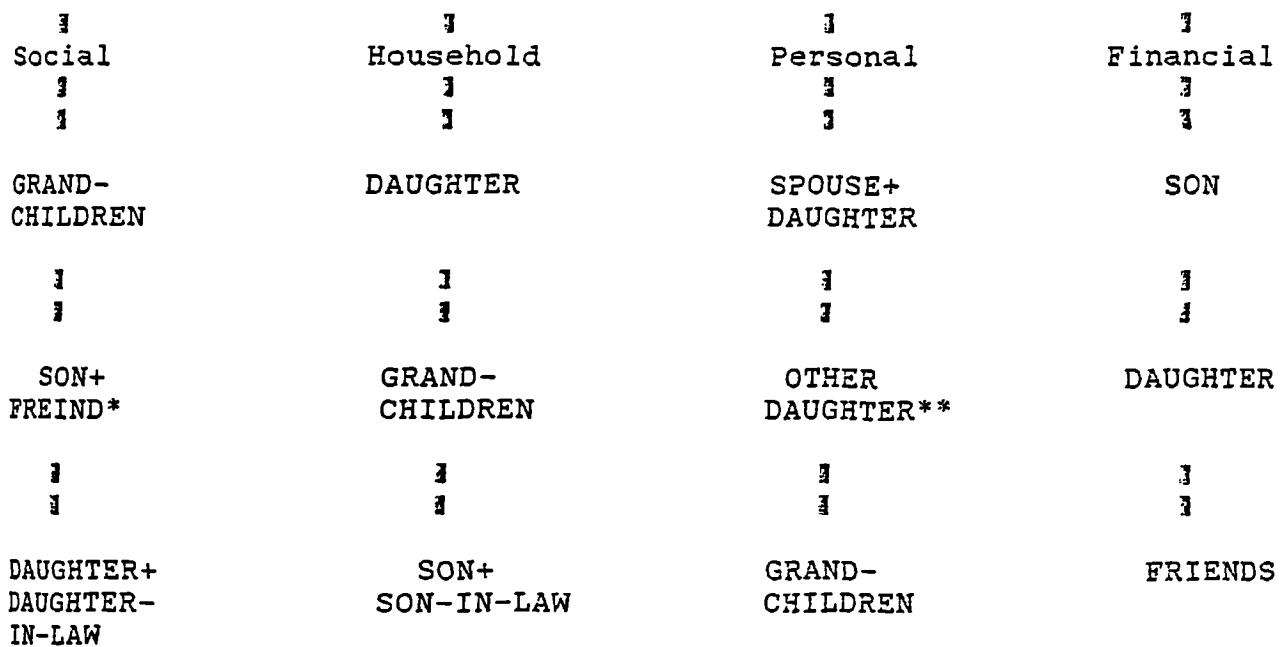 Social Household Personal Financial
GRAND- DAUGHTER SPOUSE+ SON
CHILDREN DAUGHTER
SON+ GRAND- OTHER DAUGHTER
FREIND* CHILDREN DAUGHTER**
DAUGHTER+ SON+ GRAND- FRIENDS
DAUGHTER- SON-IN-LAW CHILDREN
IN-LAW